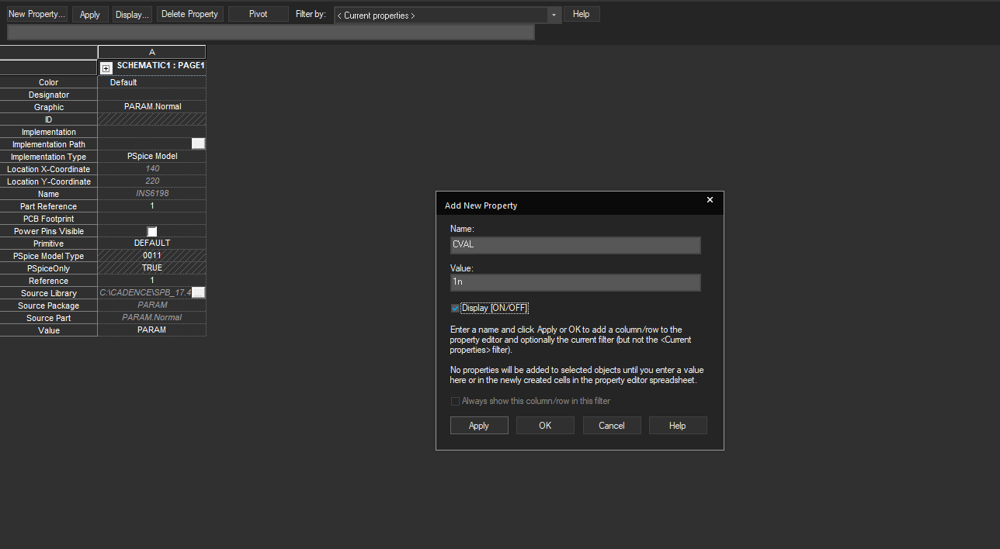 New Property... Apply Display... Delete Property Pivot Filter by: < Current properties > Help
A
SCHEMATIC1 : PAGE1
Color Default
Designator
Graphic PARAM.Normal
ID
Implementation
Implementation Path
Implementation Type PSpice Model
Location X-Coordinate 140
Location Y-Coordinate 220
Name INS6198
Part Reference 1
PCB Footprint
Power Pins Visible
Primitive DEFAULT
PSpice Model Type 0011
PSpiceOnly TRUE
Reference 1
Source Library C:\CADENCE\SPB_17.4
Source Package PARAM
Source Part PARAM.Normal
Value PARAM
Add New Property
Name:
CVAL
Value:
1n
Display [ON/OFF]
Enter a name and click Apply or OK to add a column/row to the
property editor and optionally the current filter (but not the <Current
properties> filter).
No properties will be added to selected objects until you enter a value
here or in the newly created cells in the property editor spreadsheet.
Always show this column/row in this filter
Apply OK Cancel Help